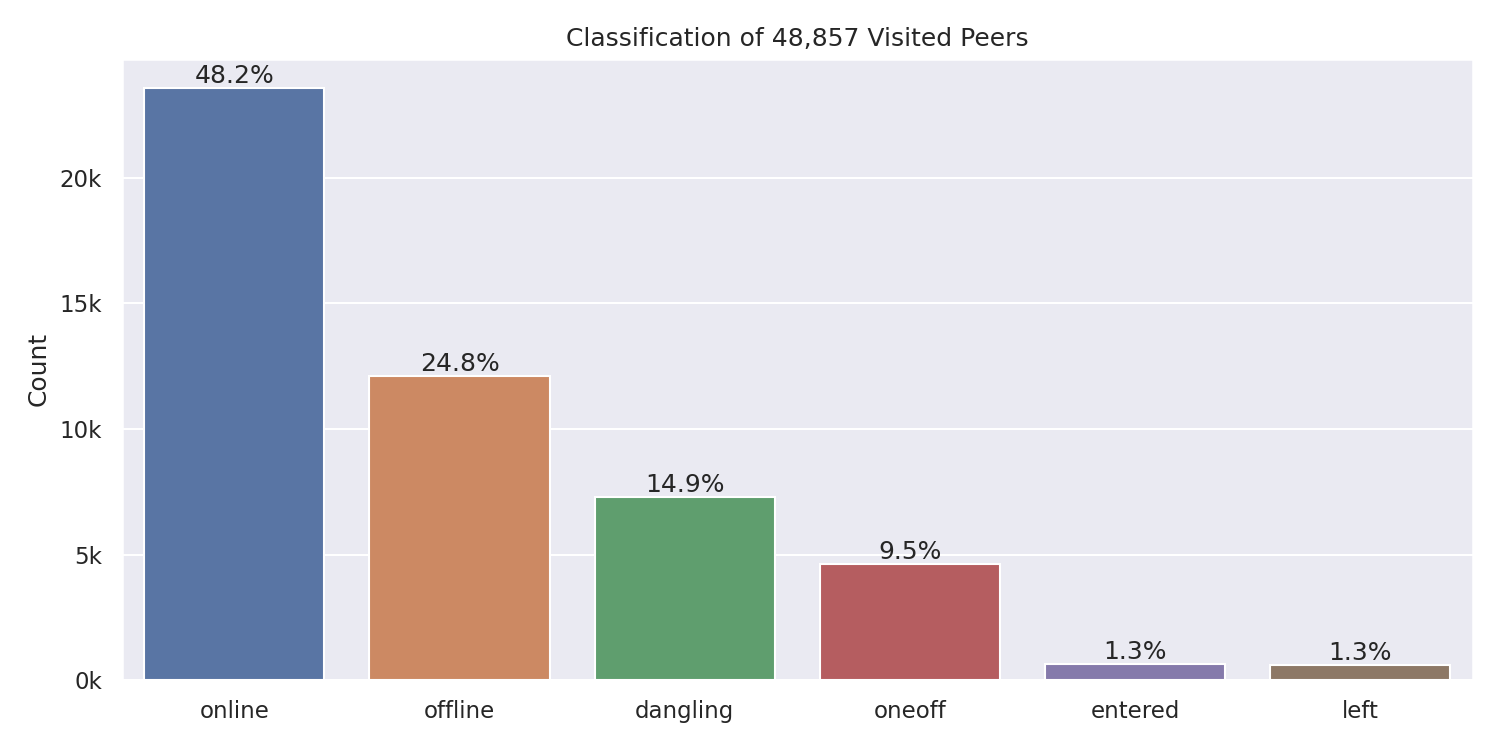 Classification of 48,857 Visited Peers
48.2%
20k
15k
24.8%
Count
10k
14.9%
9.5%
5k
1.3%
1.3%
0k
online
offline
dangling
oneoff
entered
left